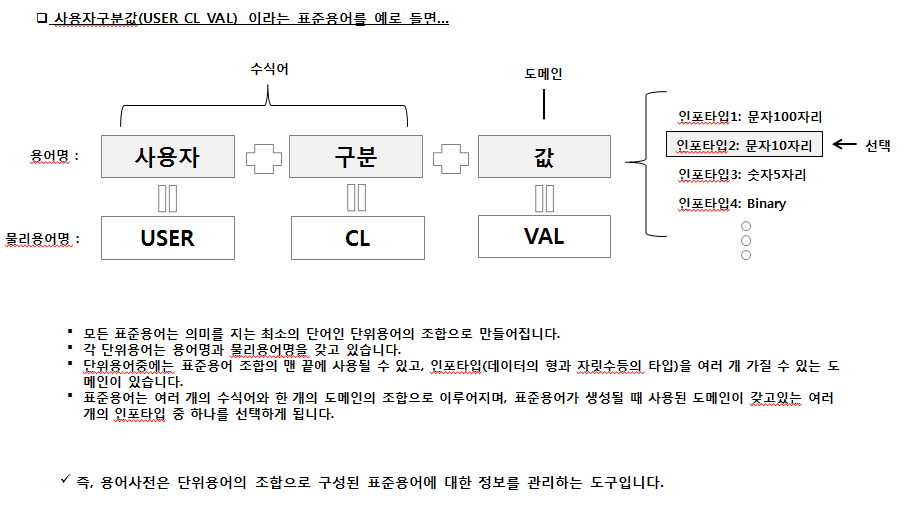 ❑ 사용자구분값(USER CL VAL) 이라는 표준용어를 예로 들면...
수식어
도메인
용어명 :
사용자
구분
값
인포타입1: 문자100자리
인포타입2: 문자10자리
선택
인포타입3: 숫자5자리
인포타입4: Binary
물리용어명 :
USER
CL
VAL
▪ 모든 표준용어는 의미를 지는 최소의 단어인 단위용어의 조합으로 만들어집니다.
▪ 각 단위용어는 용어명과 물리용어명을 갖고 있습니다.
▪ 단위용어중에는 표준용어 조합의 맨 끝에 사용될 수 있고, 인포타입(데이터의 형과 자릿수등의 타입)을 여러 개 가질 수 있는 도
메인이 있습니다.
▪ 표준용어는 여러 개의 수식어와 한 개의 도메인의 조합으로 이루어지며, 표준용어가 생성될 때 사용된 도메인이 갖고있는 여러
개의 인포타입 중 하나를 선택하게 됩니다.
✓ 즉, 용어사전은 단위용어의 조합으로 구성된 표준용어에 대한 정보를 관리하는 도구입니다.